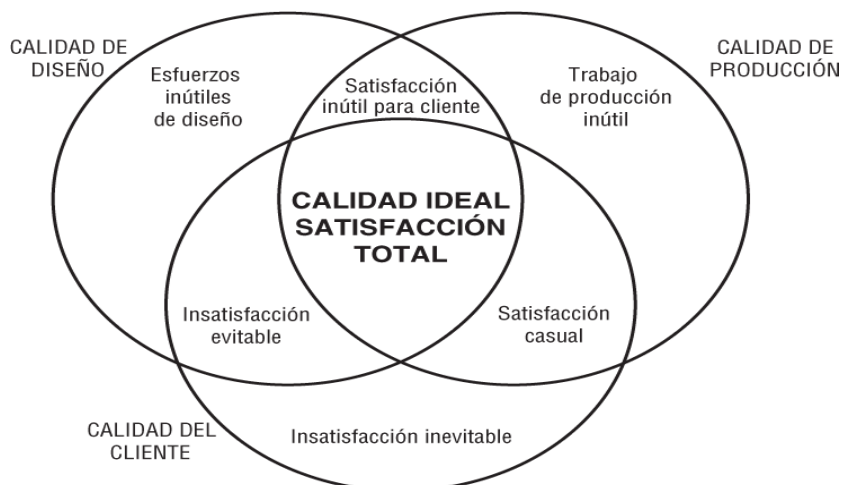 CALIDAD DE
DISEÑO
Esfuerzos
inútiles
de diseño
Satisfacción
inútil para cliente
Trabajo
de producción
inútil
CALIDAD DE
PRODUCCIÓN
CALIDAD IDEAL
SATISFACCIÓN
TOTAL
Insatisfacción
evitable
Satisfacción
casual
CALIDAD DEL
CLIENTE
Insatisfacción inevitable